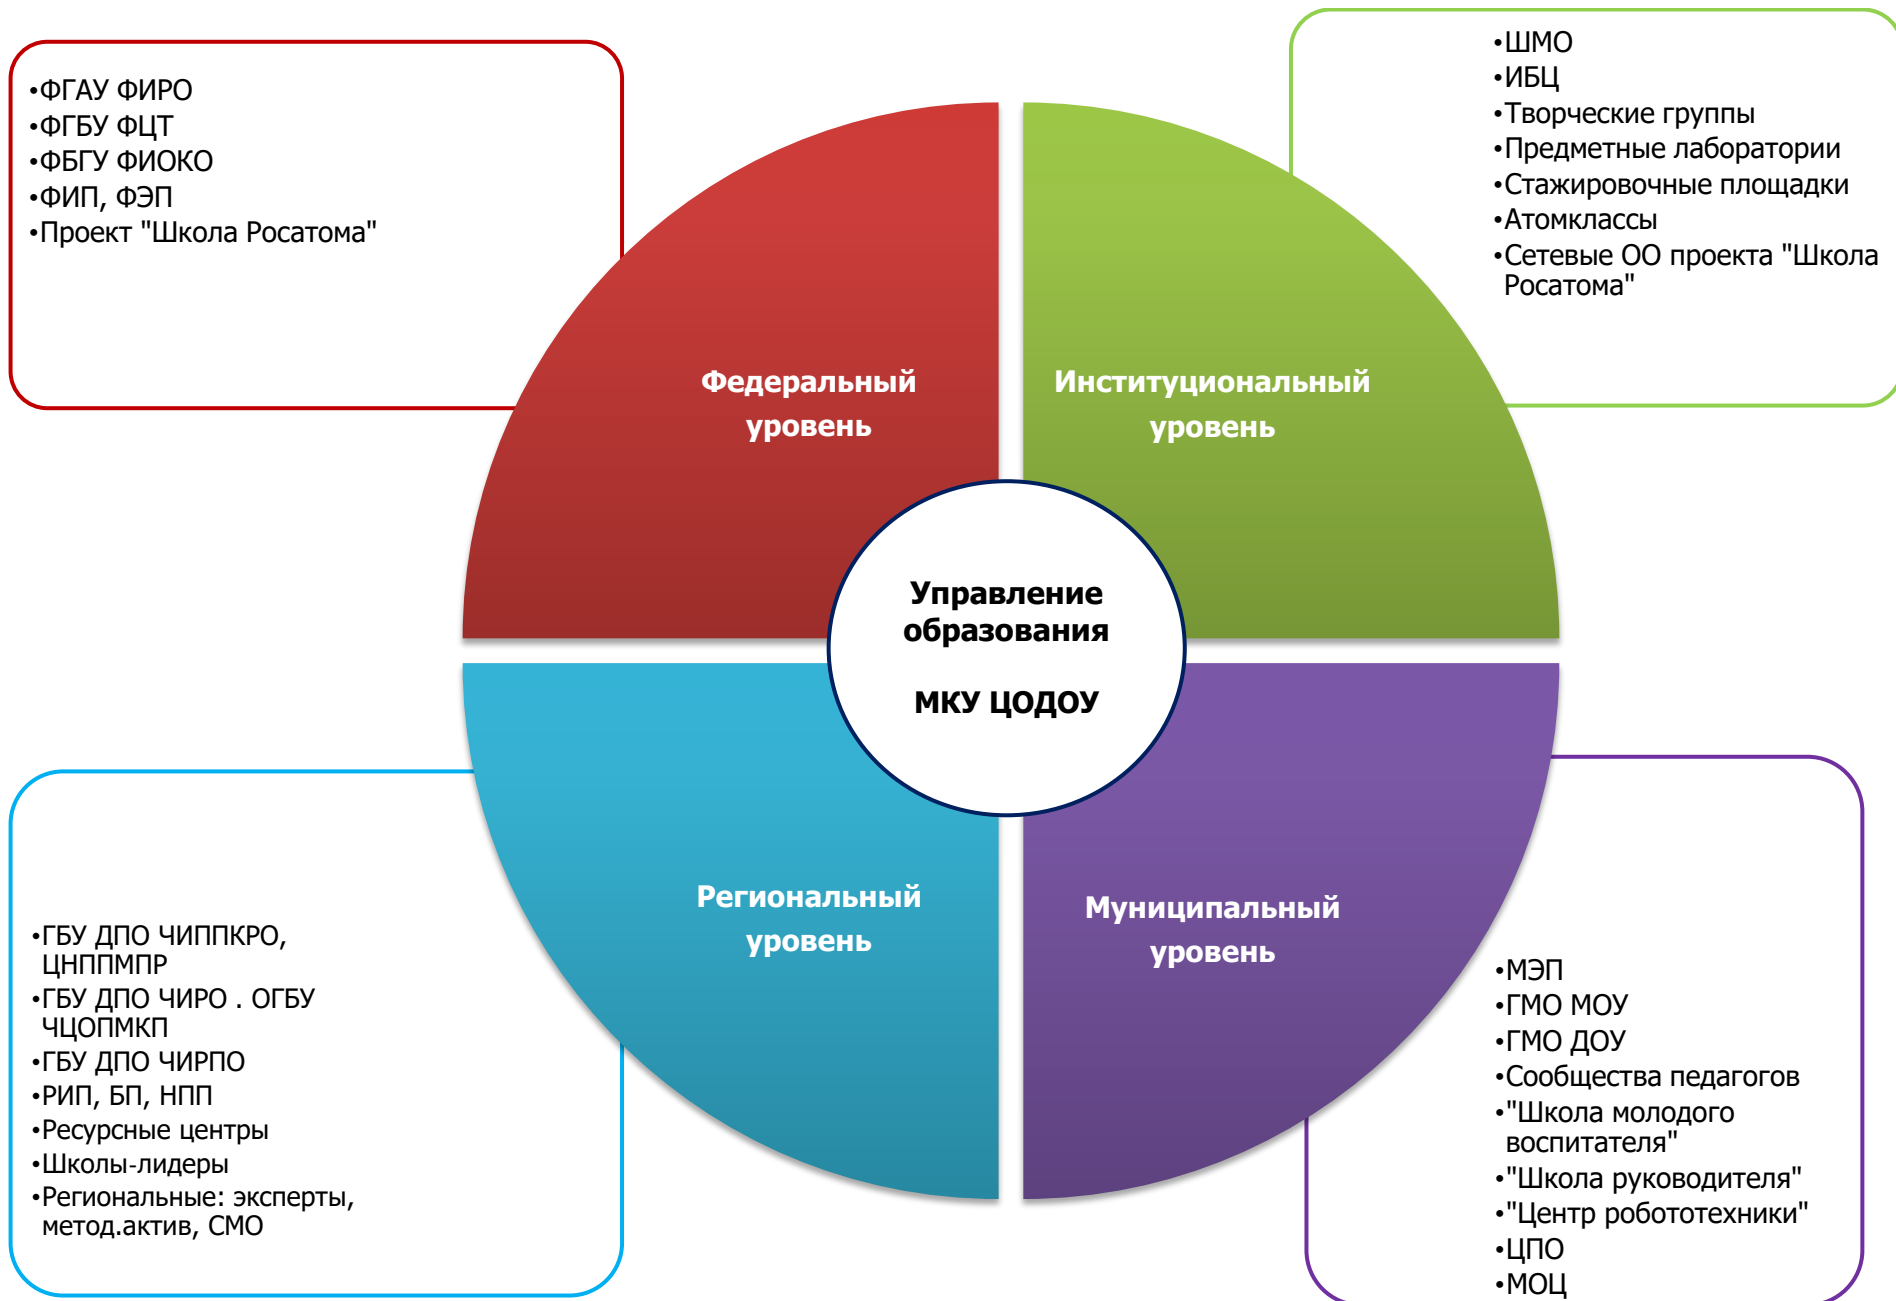 •ФГАУ ФИРО
•ФГБУ ФЦТ
•ФБГУ ФИОКО
•ФИП, ФЭП
•Проект "Школа Росатома"
•ШМО
•ИБЦ
•Творческие группы
•Предметные лаборатории
•Стажировочные площадки
•Атомклассы
•Сетевые ОО проекта "Школа
Росатома"
Федеральный
уровень
Институциональный
уровень
Управление
образования
МКУ ЦОДОУ
Региональный
уровень
Муниципальный
уровень
•ГБУ ДПО ЧИППКРО,
ЦНППМПР
•ГБУ ДПО ЧИРО . ОГБУ
ЧЦОПМКП
•ГБУ ДПО ЧИРПО
•РИП, БП, НПП
•Ресурсные центры
•Школы-лидеры
•Региональные: эксперты,
метод.актив, СМО
•МЭП
•ГМО МОУ
•ГМО ДОУ
•Сообщества педагогов
•"Школа молодого
воспитателя"
•"Школа руководителя"
•"Центр робототехники"
•ЦПО
•МОЦ